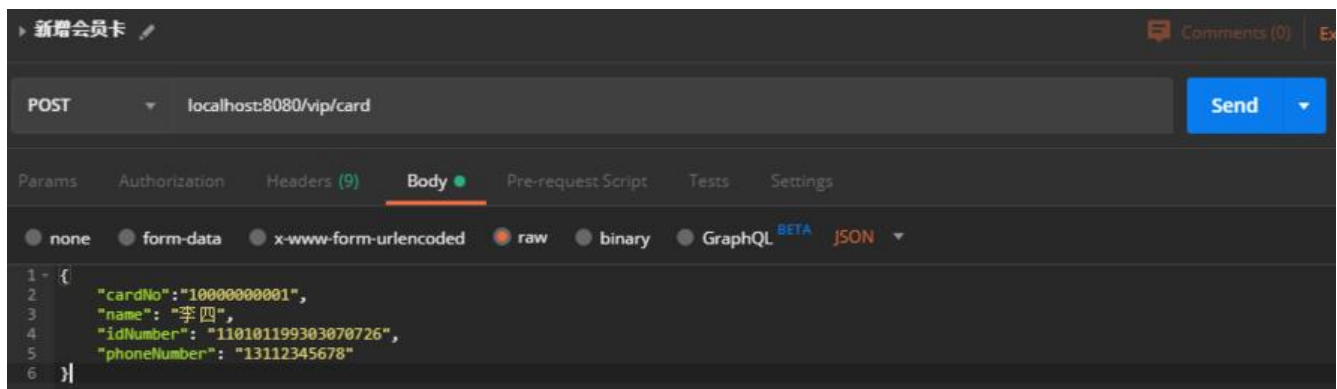 新增会员卡
Comments (0) Ex
POST localhost:8080/vip/card Send
Params Authorization Headers (9) Body Pre-request Script Tests Settings
none form-data x-www-form-urlencoded raw binary GraphQL BETA JSON
1 {
2 "cardNo":"10000000001",
3 "name": "李四",
4 "idNumber": "110101199303070726",
5 "phoneNumber": "13112345678"
6 }